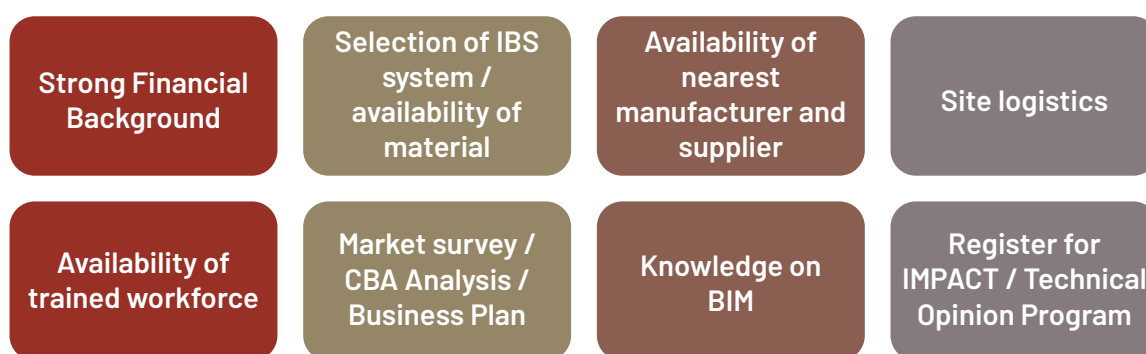 Strong Financial
Background
Selection of IBS
system /
availability of
material
Availability of
nearest
manufacturer and
supplier
Site logistics
Availability of
trained workforce
Market survey /
CBA Analysis /
Business Plan
Knowledge on
BIM
Register for
IMPACT / Technical
Opinion Program